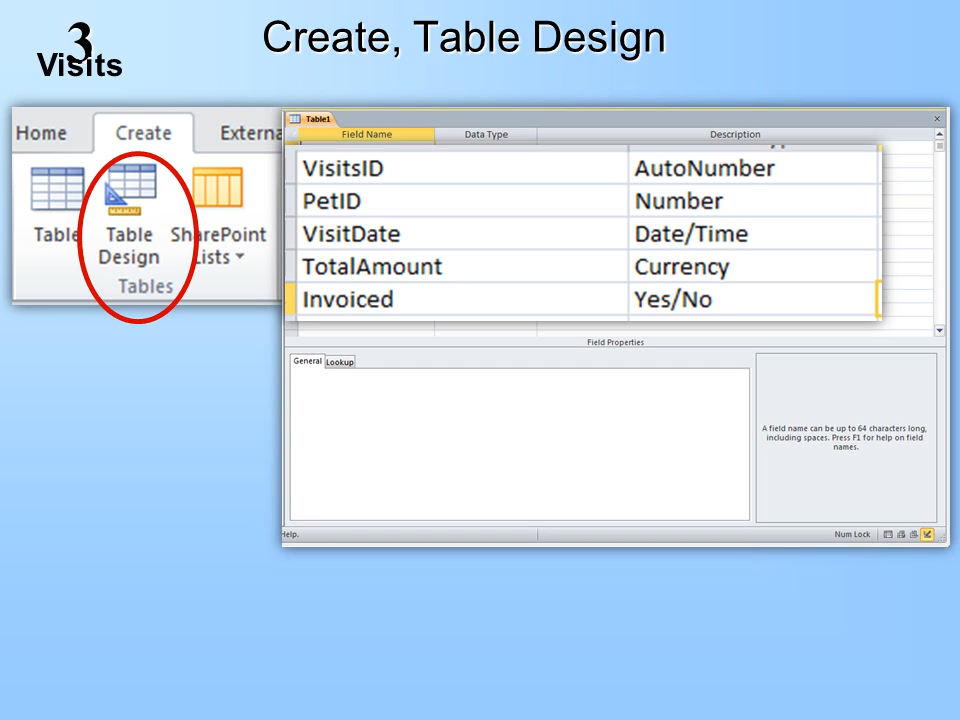 3
Visits
Create, Table Design
Home Create Externa
Table Table Design SharePoint Lists
Tables
Table1
Field Name Data Type Description
VisitsID AutoNumber
PetID Number
VisitDate Date/Time
TotalAmount Currency
Invoiced Yes/No
Field Properties
General Lookup
A field name can be up to 64 characters long,
including spaces. Press F1 for help on field
names.
Help. Num Lock